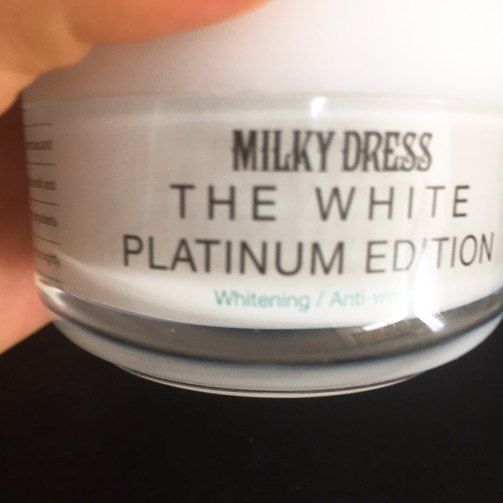 MILKY DRESS
THE WHITE
PLATINUM EDITION
Whitening / Anti-